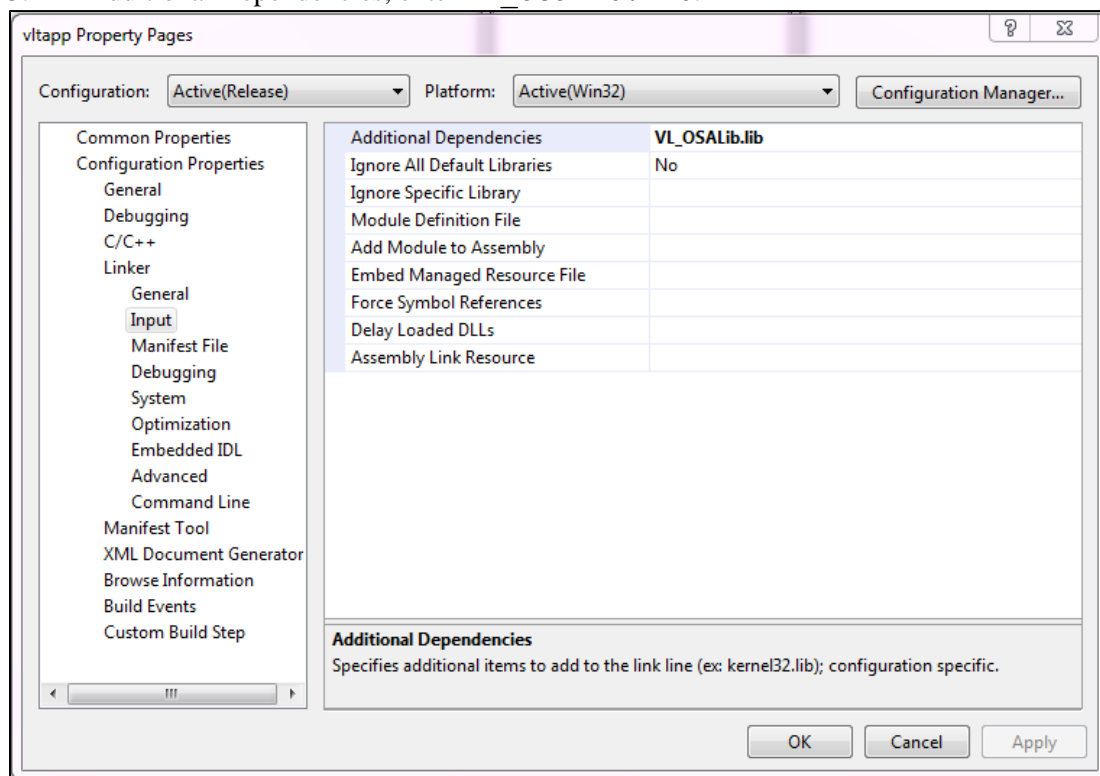 vltapp Property Pages
Configuration: Active(Release) Platform: Active(Win32) Configuration Manager...
Common Properties
Configuration Properties
General
Debugging
C/C++
Linker
General
Input
Manifest File
Debugging
System
Optimization
Embedded IDL
Advanced
Command Line
Manifest Tool
XML Document Generator
Browse Information
Build Events
Custom Build Step
Additional Dependencies VL_OSALib.lib
Ignore All Default Libraries No
Ignore Specific Library
Module Definition File
Add Module to Assembly
Embed Managed Resource File
Force Symbol References
Delay Loaded DLLs
Assembly Link Resource
Additional Dependencies
Specifies additional items to add to the link line (ex: kernel32.lib); configuration specific.
OK Cancel Apply